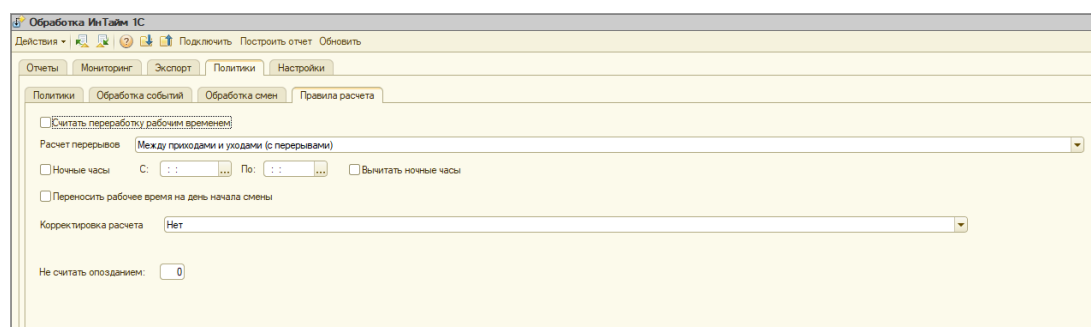 Обработка ИнТайм 1С
Действия Подключить Построить отчет Обновить
Отчеты Мониторинг Экспорт Политики Настройки
Политики Обработка событий Обработка смен Правила расчета
Считать переработку рабочим временем
Расчет перерывов Между приходами и уходами (с перерывами)
Ночные часы С: : : ... По: : : ... Вычитать ночные часы
Переносить рабочее время на день начала смены
Корректировка расчета Нет
Не считать опозданием: 0